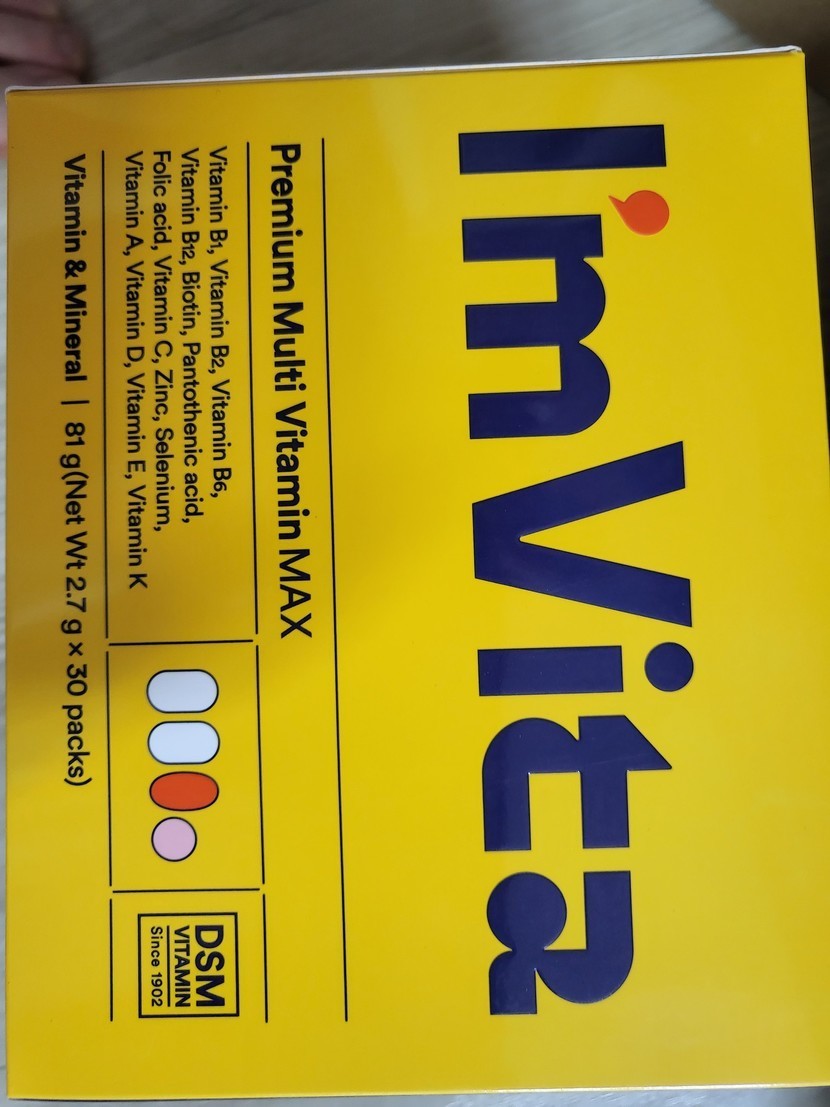 I'm Vita
Premium Multi Vitamin MAX
Vitamin B1, Vitamin B2, Vitamin B6,
Vitamin B12, Biotin, Pantothenic acid,
Folic acid, Vitamin C, Zinc, Selenium,
Vitamin A, Vitamin D, Vitamin E, Vitamin K
DSM
VITAMIN
Since 1902
Vitamin & Mineral | 81 g(Net Wt 2.7 g × 30 packs)